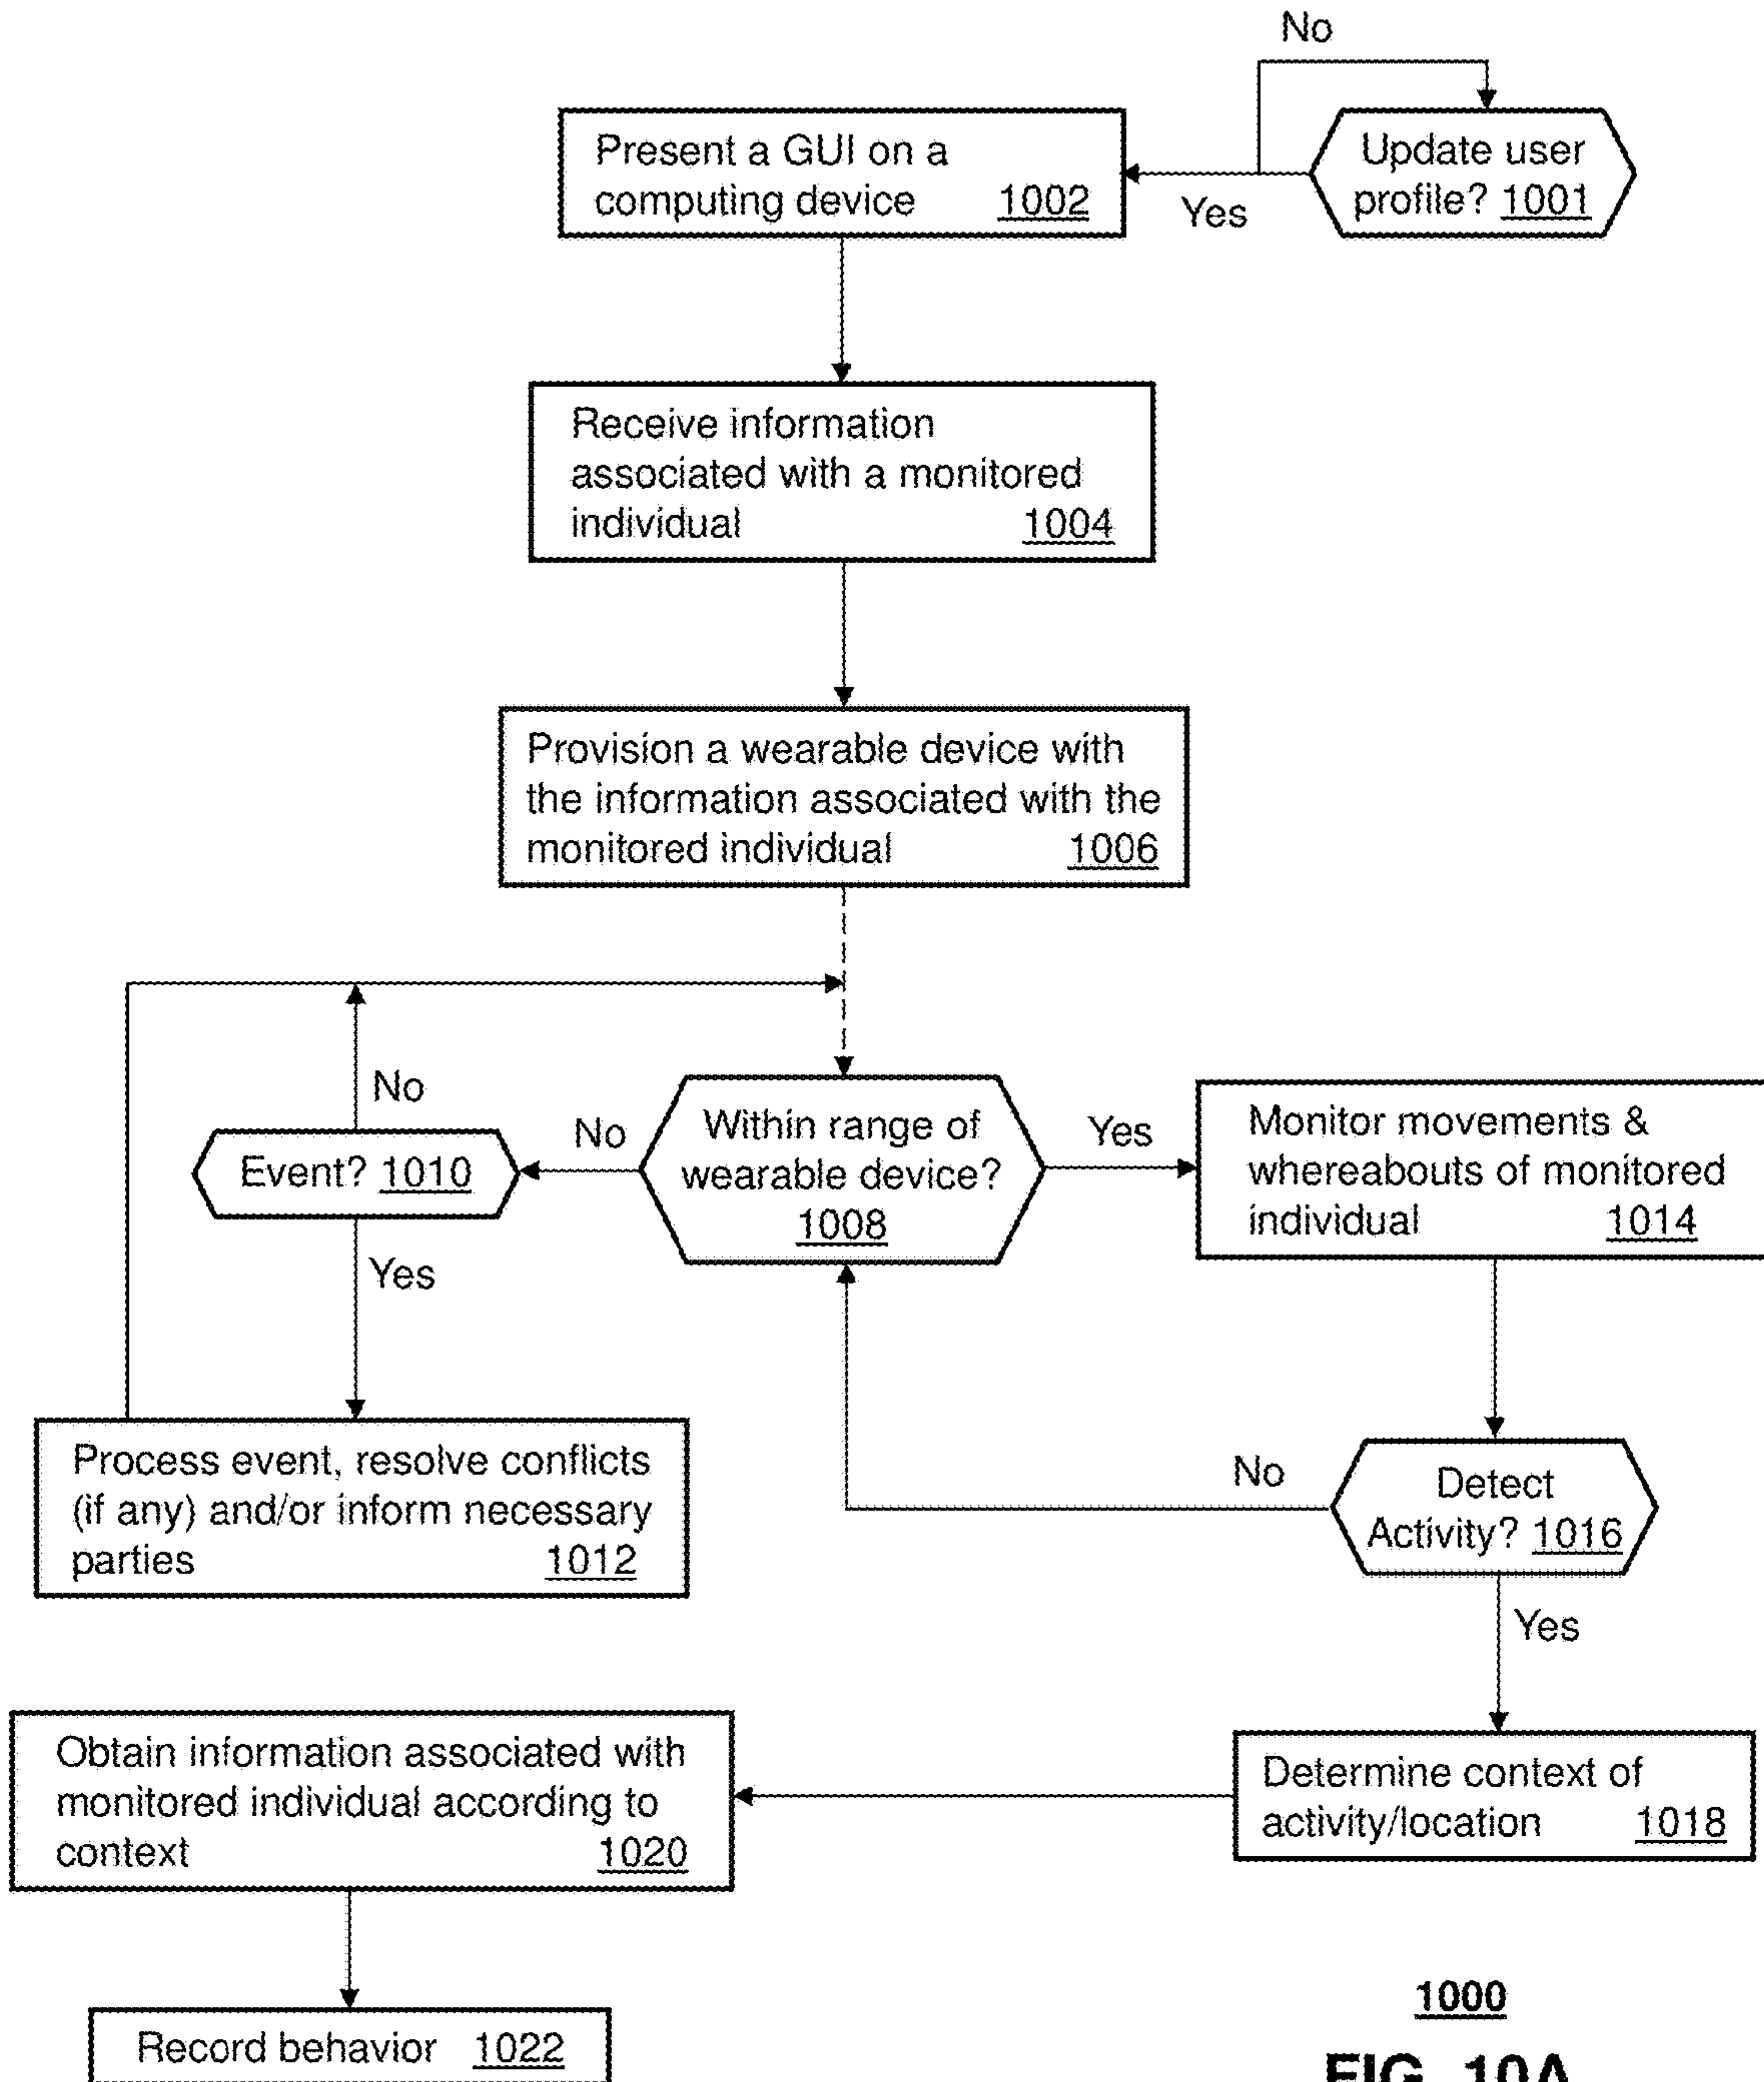 No
Update user
profile? 1001
Yes
Present a GUI on a
computing device 1002
Receive information
associated with a monitored
individual 1004
Provision a wearable device with
the information associated with the
monitored individual 1006
No
Event? 1010
Yes
No
Within range of
wearable device?
1008
Yes
Monitor movements &
whereabouts of monitored
individual 1014
Process event, resolve conflicts
(if any) and/or inform necessary
parties 1012
No
Detect
Activity? 1016
Yes
Determine context of
activity/location 1018
Obtain information associated with
monitored individual according to
context 1020
Record behavior 1022
1000
FIG. 10A